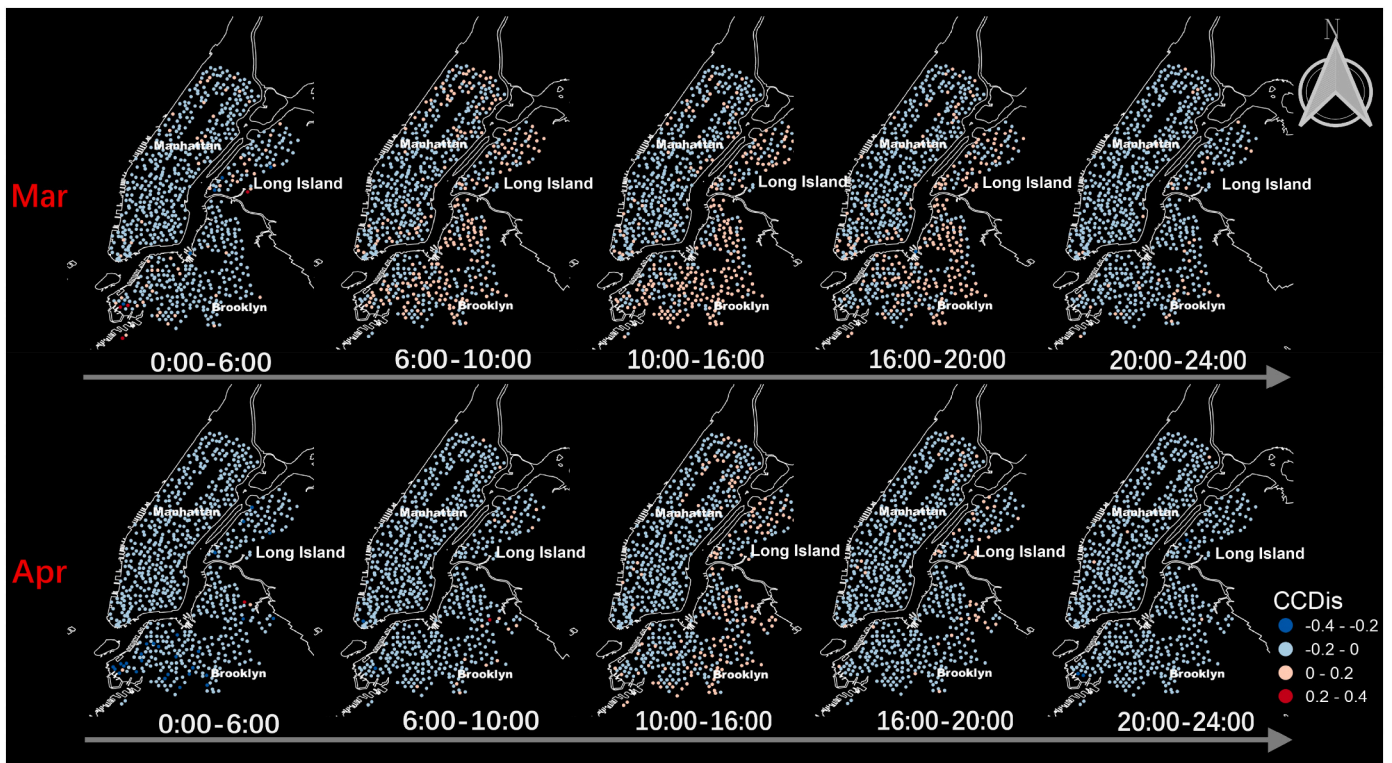 N
Manhattan
Long Island
Brooklyn
Manhattan
Long Island
Brooklyn
Manhattan
Long Island
Brooklyn
Manhattan
Long Island
Brooklyn
Manhattan
Long Island
Brooklyn
Mar
0:00-6:00
6:00-10:00
10:00-16:00
16:00-20:00
20:00-24:00
Manhattan
Long Island
Brooklyn
Manhattan
Long Island
Brooklyn
Manhattan
Long Island
Brooklyn
Manhattan
Long Island
Brooklyn
Manhattan
Long Island
Brooklyn
Apr
0:00-6:00
6:00-10:00
10:00-16:00
16:00-20:00
20:00-24:00
CCDis
-0.4 - -0.2
-0.2 - 0
0 - 0.2
0.2 - 0.4